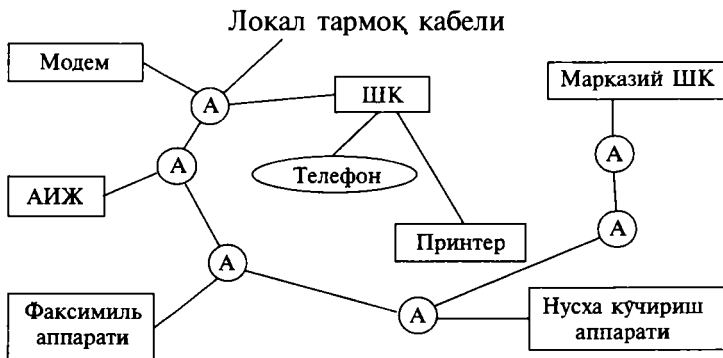 Локал тармоқ кабели
Модем
ШК
Марказий ШК
А
А
А
АИЖ
Телефон
А
Принтер
А
Факсимиль
аппарати
А
Нусха кўчириш
аппарати